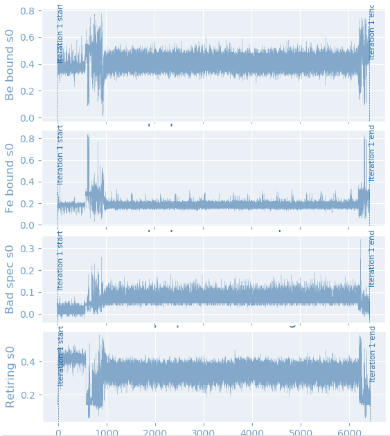 Be bound s0
0.8
0.6
0.4
0.2
0.0
Iteration 1 start
Iteration 1 end
Fe bound s0
0.8
0.6
0.4
0.2
0.0
Iteration 1 start
Iteration 1 end
Bad spec s0
0.3
0.2
0.1
0.0
Iteration 1 start
Iteration 1 end
Retiring s0
0.4
0.2
Iteration 1 start
Iteration 1 end
0 1000 2000 3000 4000 5000 6000